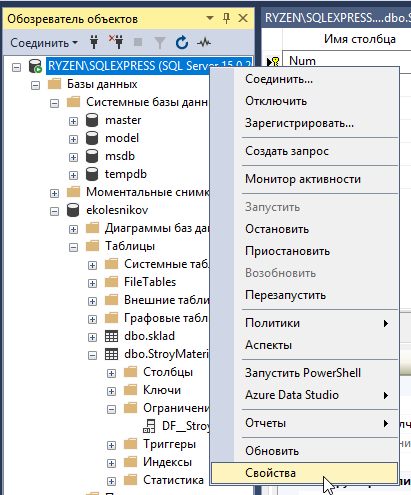 Обозреватель объектов
Соединить
RYZEN\SQLEXPRESS (SQL Server 15.0.2
Базы данных
Системные базы данн
master
model
msdb
tempdb
Моментальные снимк
ekolesnikov
Диаграммы баз да
Таблицы
Системные табл
FileTables
Внешние таблиц
Графовые табли
dbo.sklad
dbo.StroyMateri
Столбцы
Ключи
Ограничени
DF__Stroy
Триггеры
Индексы
Статистика
RYZEN\SQLEXPRESS....dbo.S
Имя столбца
Num
Соединить...
Отключить
Зарегистрировать...
Создать запрос
Монитор активности
Запустить
Остановить
Приостановить
Возобновить
Перезапустить
Политики
Аспекты
Запустить PowerShell
Azure Data Studio
Отчеты
Обновить
Свойства